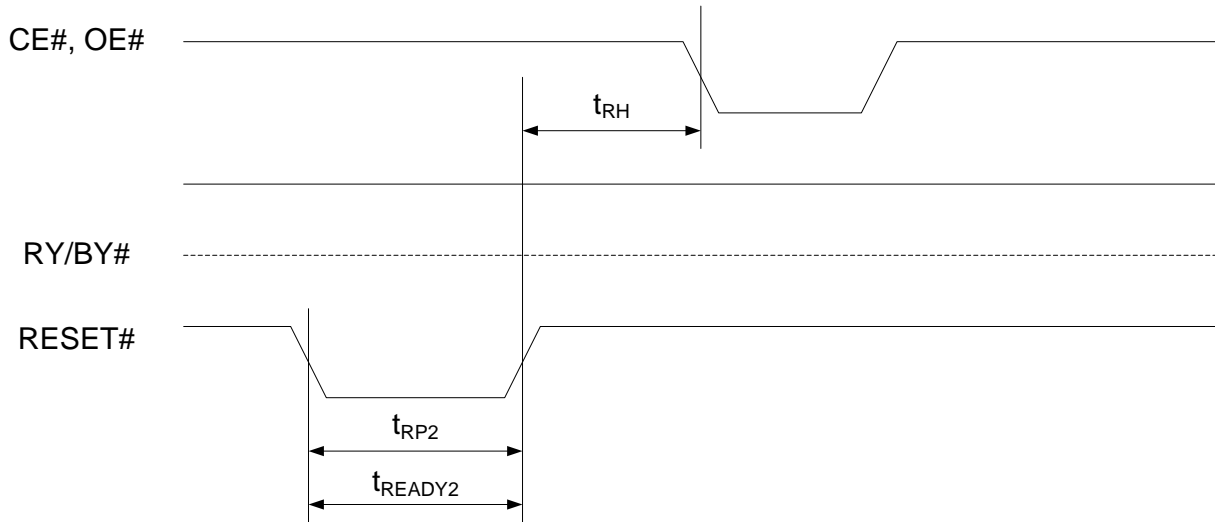 CE#, OE#
tRH
RY/BY#
RESET#
tRP2
tREADY2